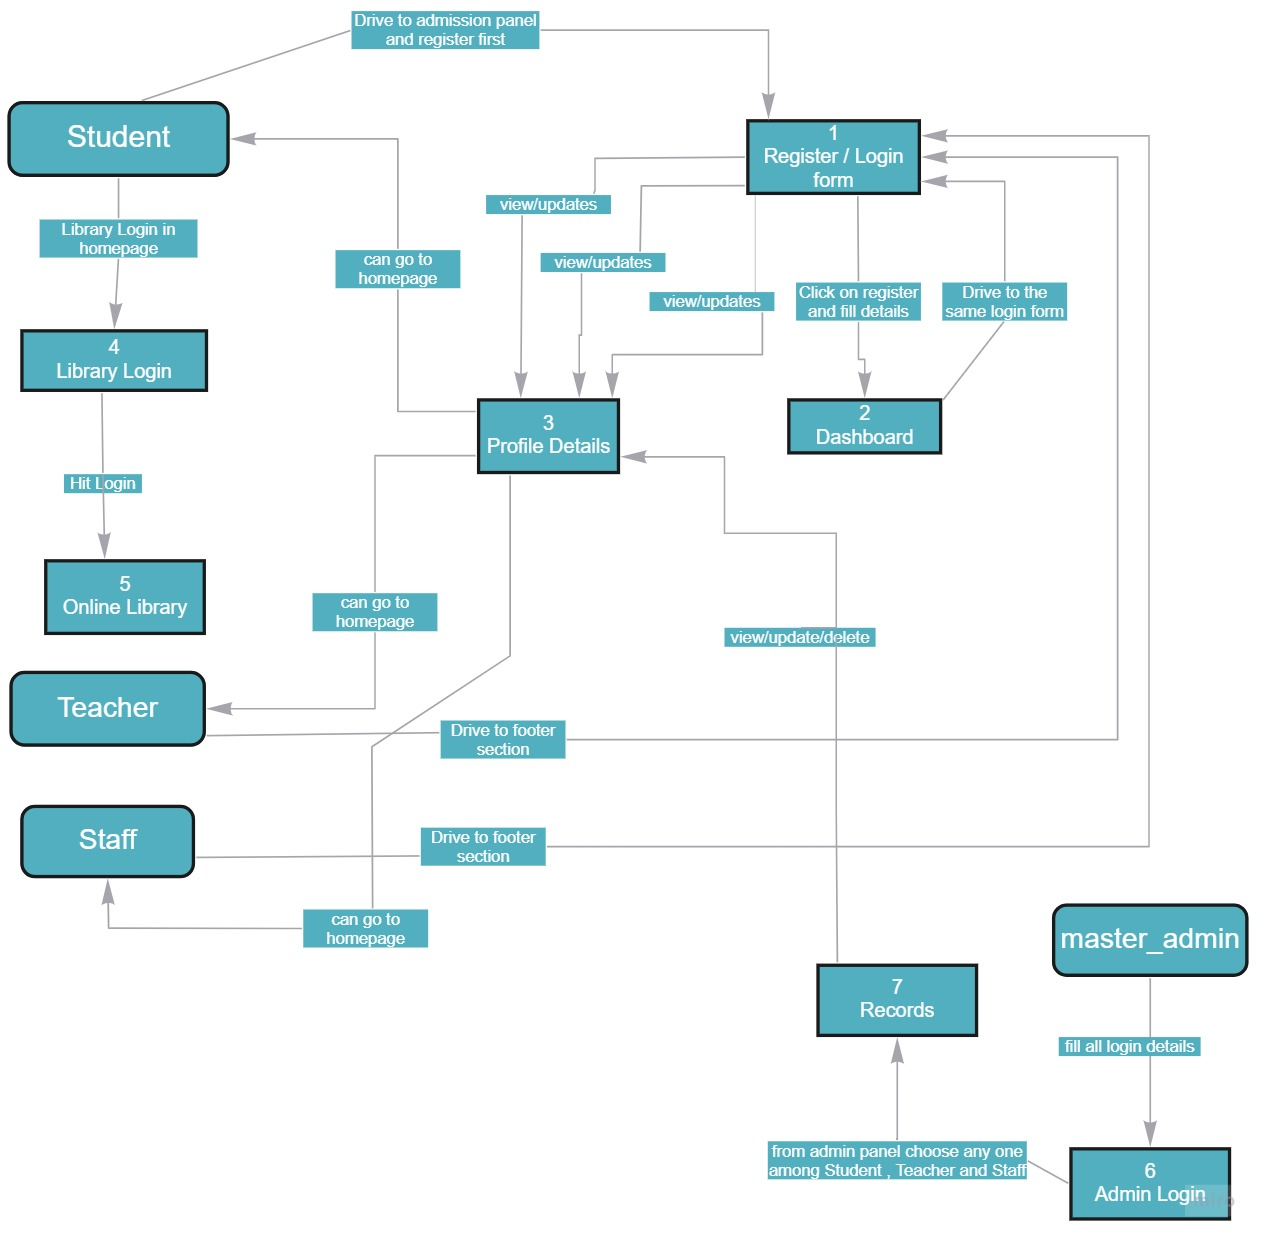 Drive to admission panel
and register first
Student
1
Register / Login
form
view/updates
Library Login in
homepage
can go to
homepage
view/updates
view/updates
Click on register
and fill details
Drive to the
same login form
4
Library Login
3
Profile Details
2
Dashboard
Hit Login
5
Online Library
can go to
homepage
view/update/delete
Teacher
Drive to footer
section
Staff
Drive to footer
section
can go to
homepage
master_admin
7
Records
fill all login details
from admin panel choose any one
among Student , Teacher and Staff
6
Admin Login
miro